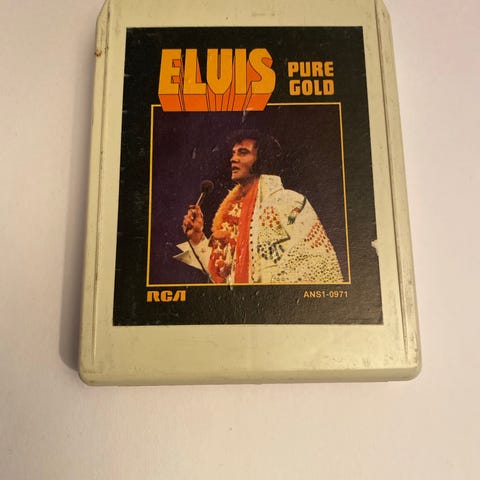 ELVIS
PURE
GOLD
RCA
ANS1-0971